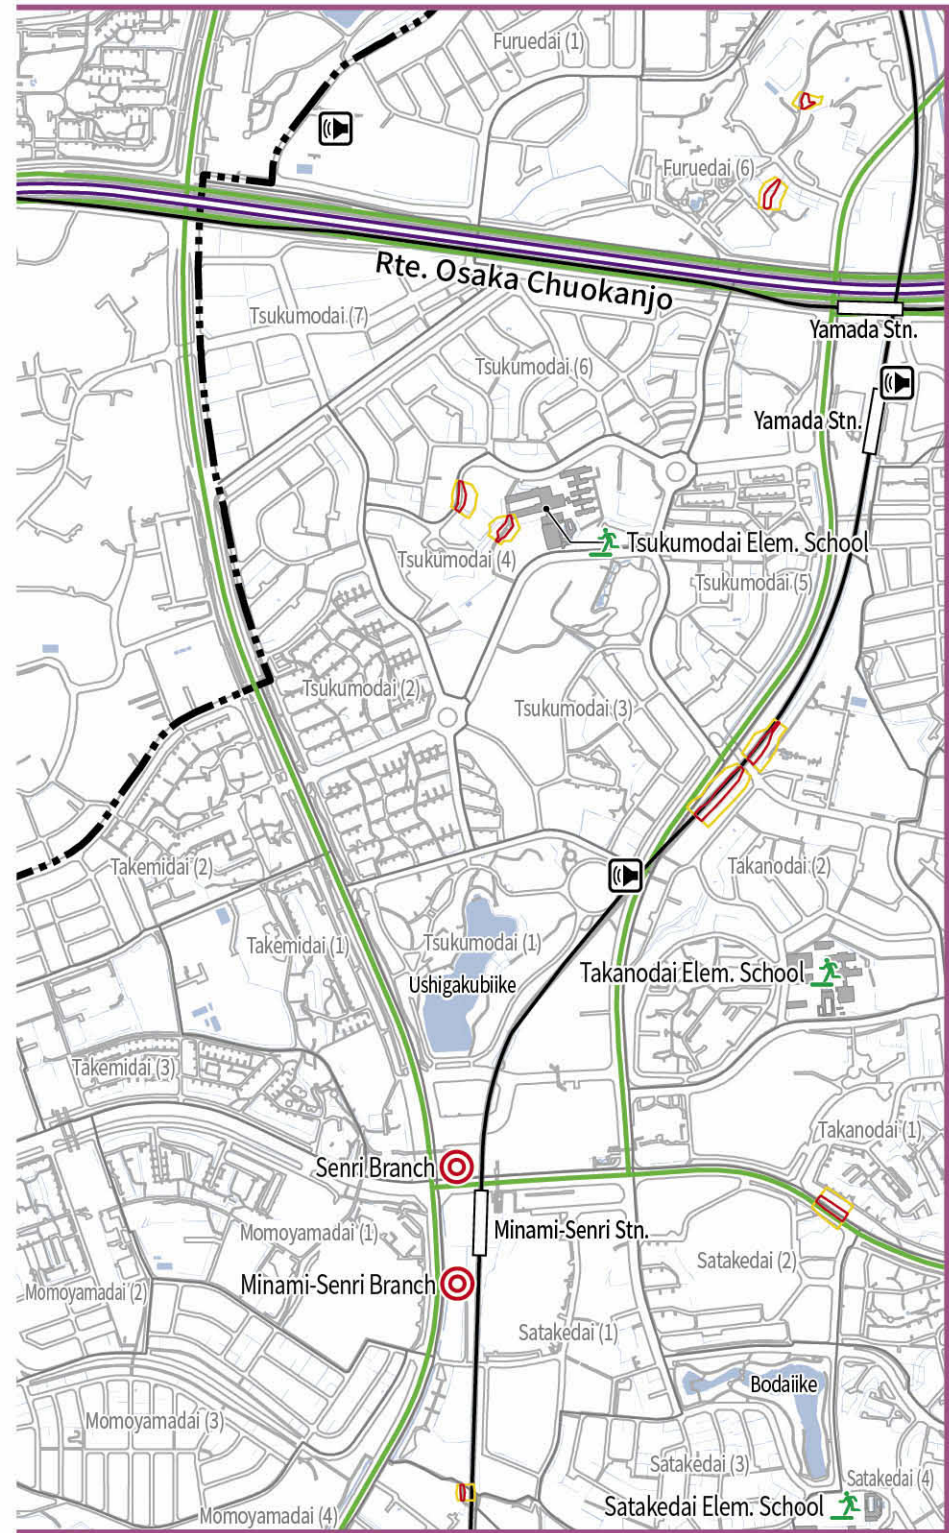 Furuedai (1)
Furuedai (6)
Rte. Osaka Chuokanjo
Tsukumodai (7)
Yamada Stn.
Tsukumodai (6)
Yamada Stn.
Tsukumodai Elem. School
Tsukumodai (4)
Tsukumodai (5)
Tsukumodai (2)
Tsukumodai (3)
Takemidai (2)
Takanodai (2)
Takemidai (1)
Tsukumodai (1)
Takanodai Elem. School
Ushigakubiike
Takemidai (3)
Takanodai (1)
Senri Branch
Momoyamadai (1)
Minami-Senri Stn.
Satakedai (2)
Minami-Senri Branch
Momoyamadai (2)
Satakedai (1)
Bodaiike
Momoyamadai (3)
Satakedai (3)
Satakedai (4)
Satakedai Elem. School
Momoyamadai (4)